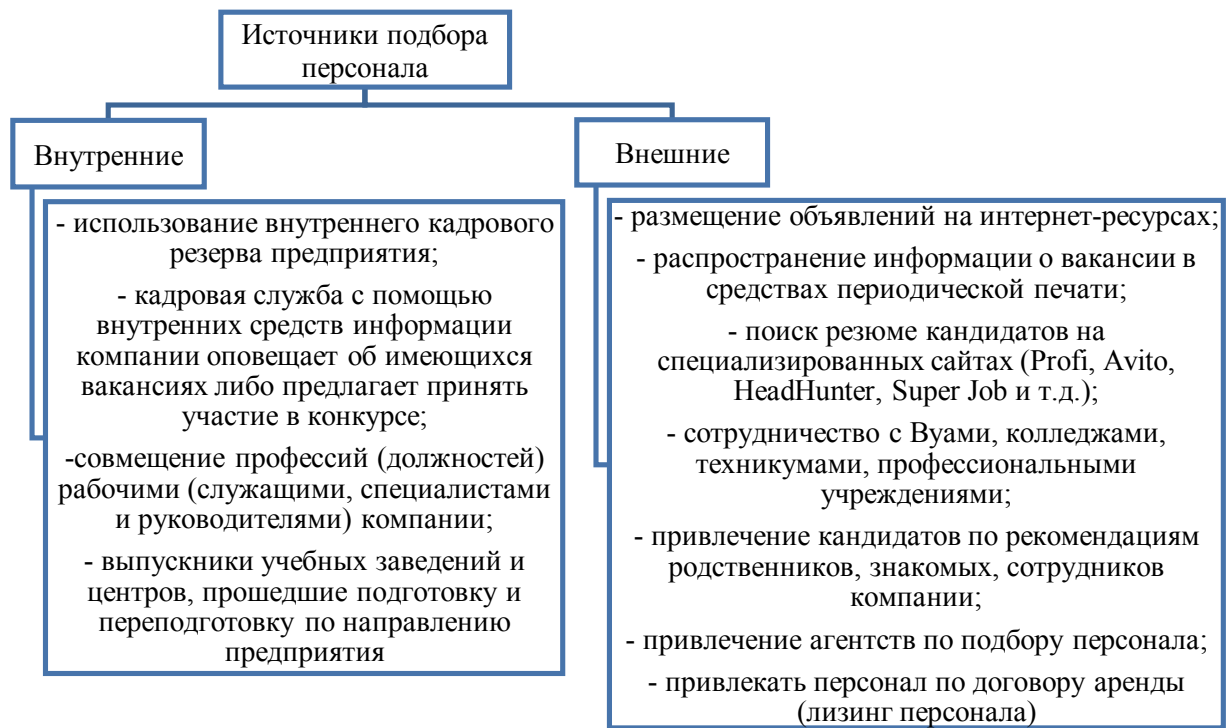 Источники подбора
персонала
Внутренние
- использование внутреннего кадрового
резерва предприятия;
- кадровая служба с помощью
внутренних средств информации
компании оповещает об имеющихся
вакансиях либо предлагает принять
участие в конкурсе;
-совмещение профессий (должностей)
рабочими (служащими, специалистами
и руководителями) компании;
- выпускники учебных заведений и
центров, прошедшие подготовку и
переподготовку по направлению
предприятия
Внешние
- размещение объявлений на интернет-ресурсах;
- распространение информации о вакансии в
средствах периодической печати;
- поиск резюме кандидатов на
специализированных сайтах (Profi, Avito,
HeadHunter, Super Job и т.д.);
- сотрудничество с Вуами, колледжами,
техникумами, профессиональными
учреждениями;
- привлечение кандидатов по рекомендациям
родственников, знакомых, сотрудников
компании;
- привлечение агентств по подбору персонала;
- привлекать персонал по договору аренды
(лизинг персонала)